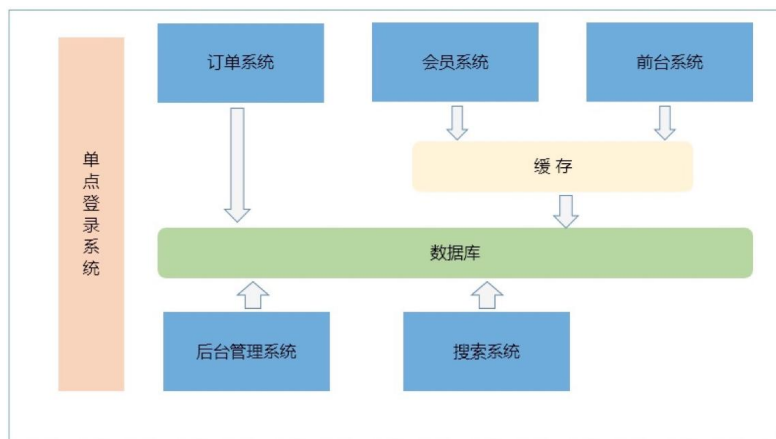 订单系统
会员系统
前台系统
单点登录系统
缓 存
数据库
后台管理系统
搜索系统